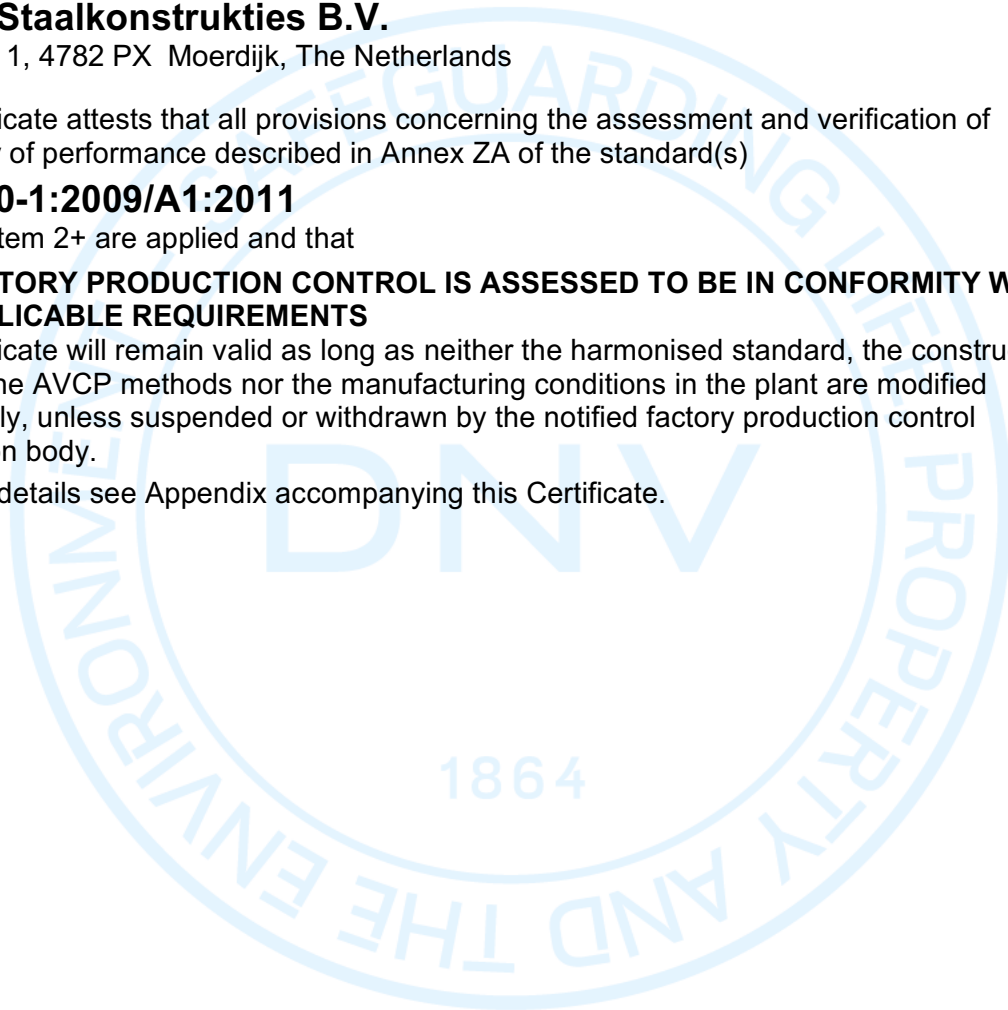 Staalkonstrukties B.V.
1, 4782 PX Moerdijk, The Netherlands
icate attests that all provisions concerning the assessment and verification of
of performance described in Annex ZA of the standard(s)
0-1:2009/A1:2011
tem 2+ are applied and that
TORY PRODUCTION CONTROL IS ASSESSED TO BE IN CONFORMITY W
LICABLE REQUIREMENTS
icate will remain valid as long as neither the harmonised standard, the constru
ne AVCP methods nor the manufacturing conditions in the plant are modified
ly, unless suspended or withdrawn by the notified factory production control
on body.
details see Appendix accompanying this Certificate.
SAFEGUARDING LIFE PROPERTY AND THE ENVIRONMENT
DNV
1864